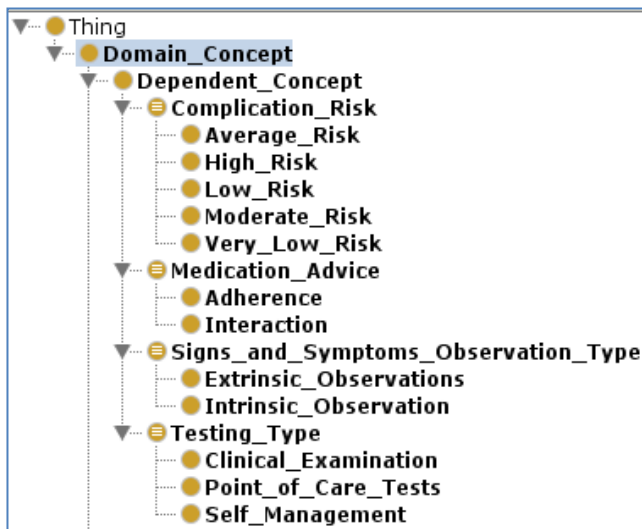 Thing
Domain_Concept
Dependent_Concept
Complication_Risk
Average_Risk
High_Risk
Low_Risk
Moderate_Risk
Very_Low_Risk
Medication_Advice
Adherence
Interaction
Signs_and_Symptoms_Observation_Type
Extrinsic_Observations
Intrinsic_Observation
Testing_Type
Clinical_Examination
Point_of_Care_Tests
Self_Management